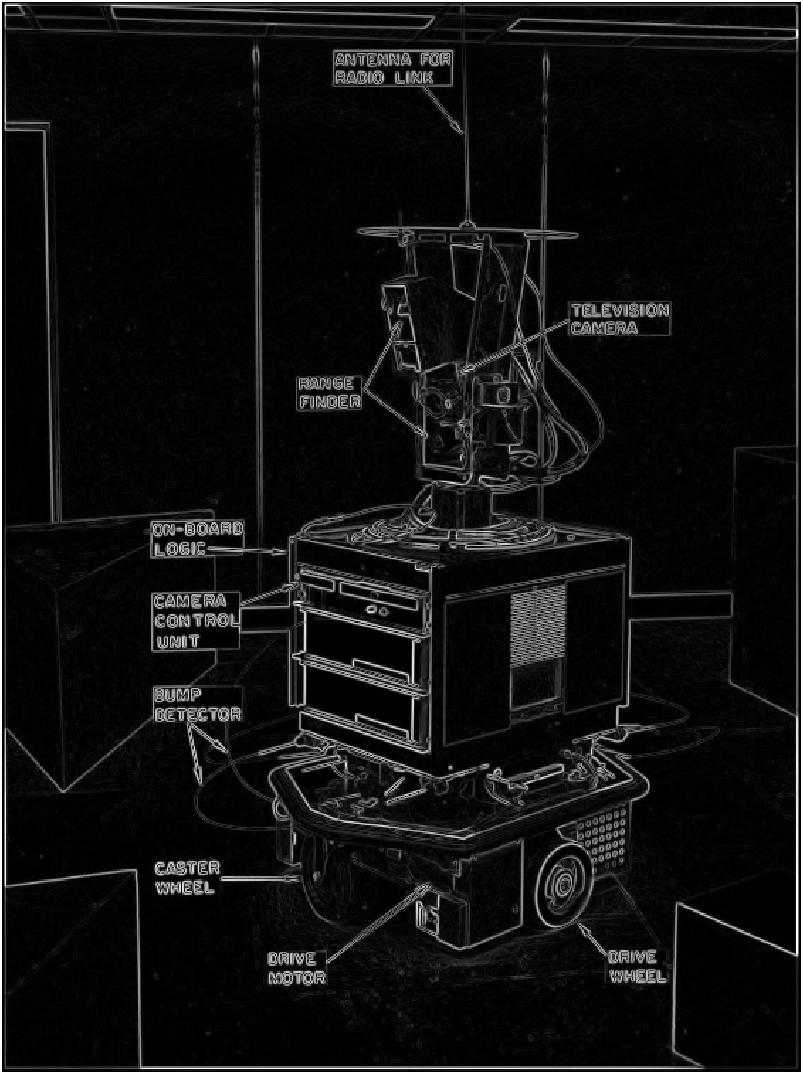 ANTENNA FOR
RADIO LINK
TELEVISION
CAMERA
RANGE
FINDER
ON-BOARD
LOGIC
CAMERA
CONTROL
UNIT
BUMP
DETECTOR
CASTER
WHEEL
DRIVE
MOTOR
DRIVE
WHEEL